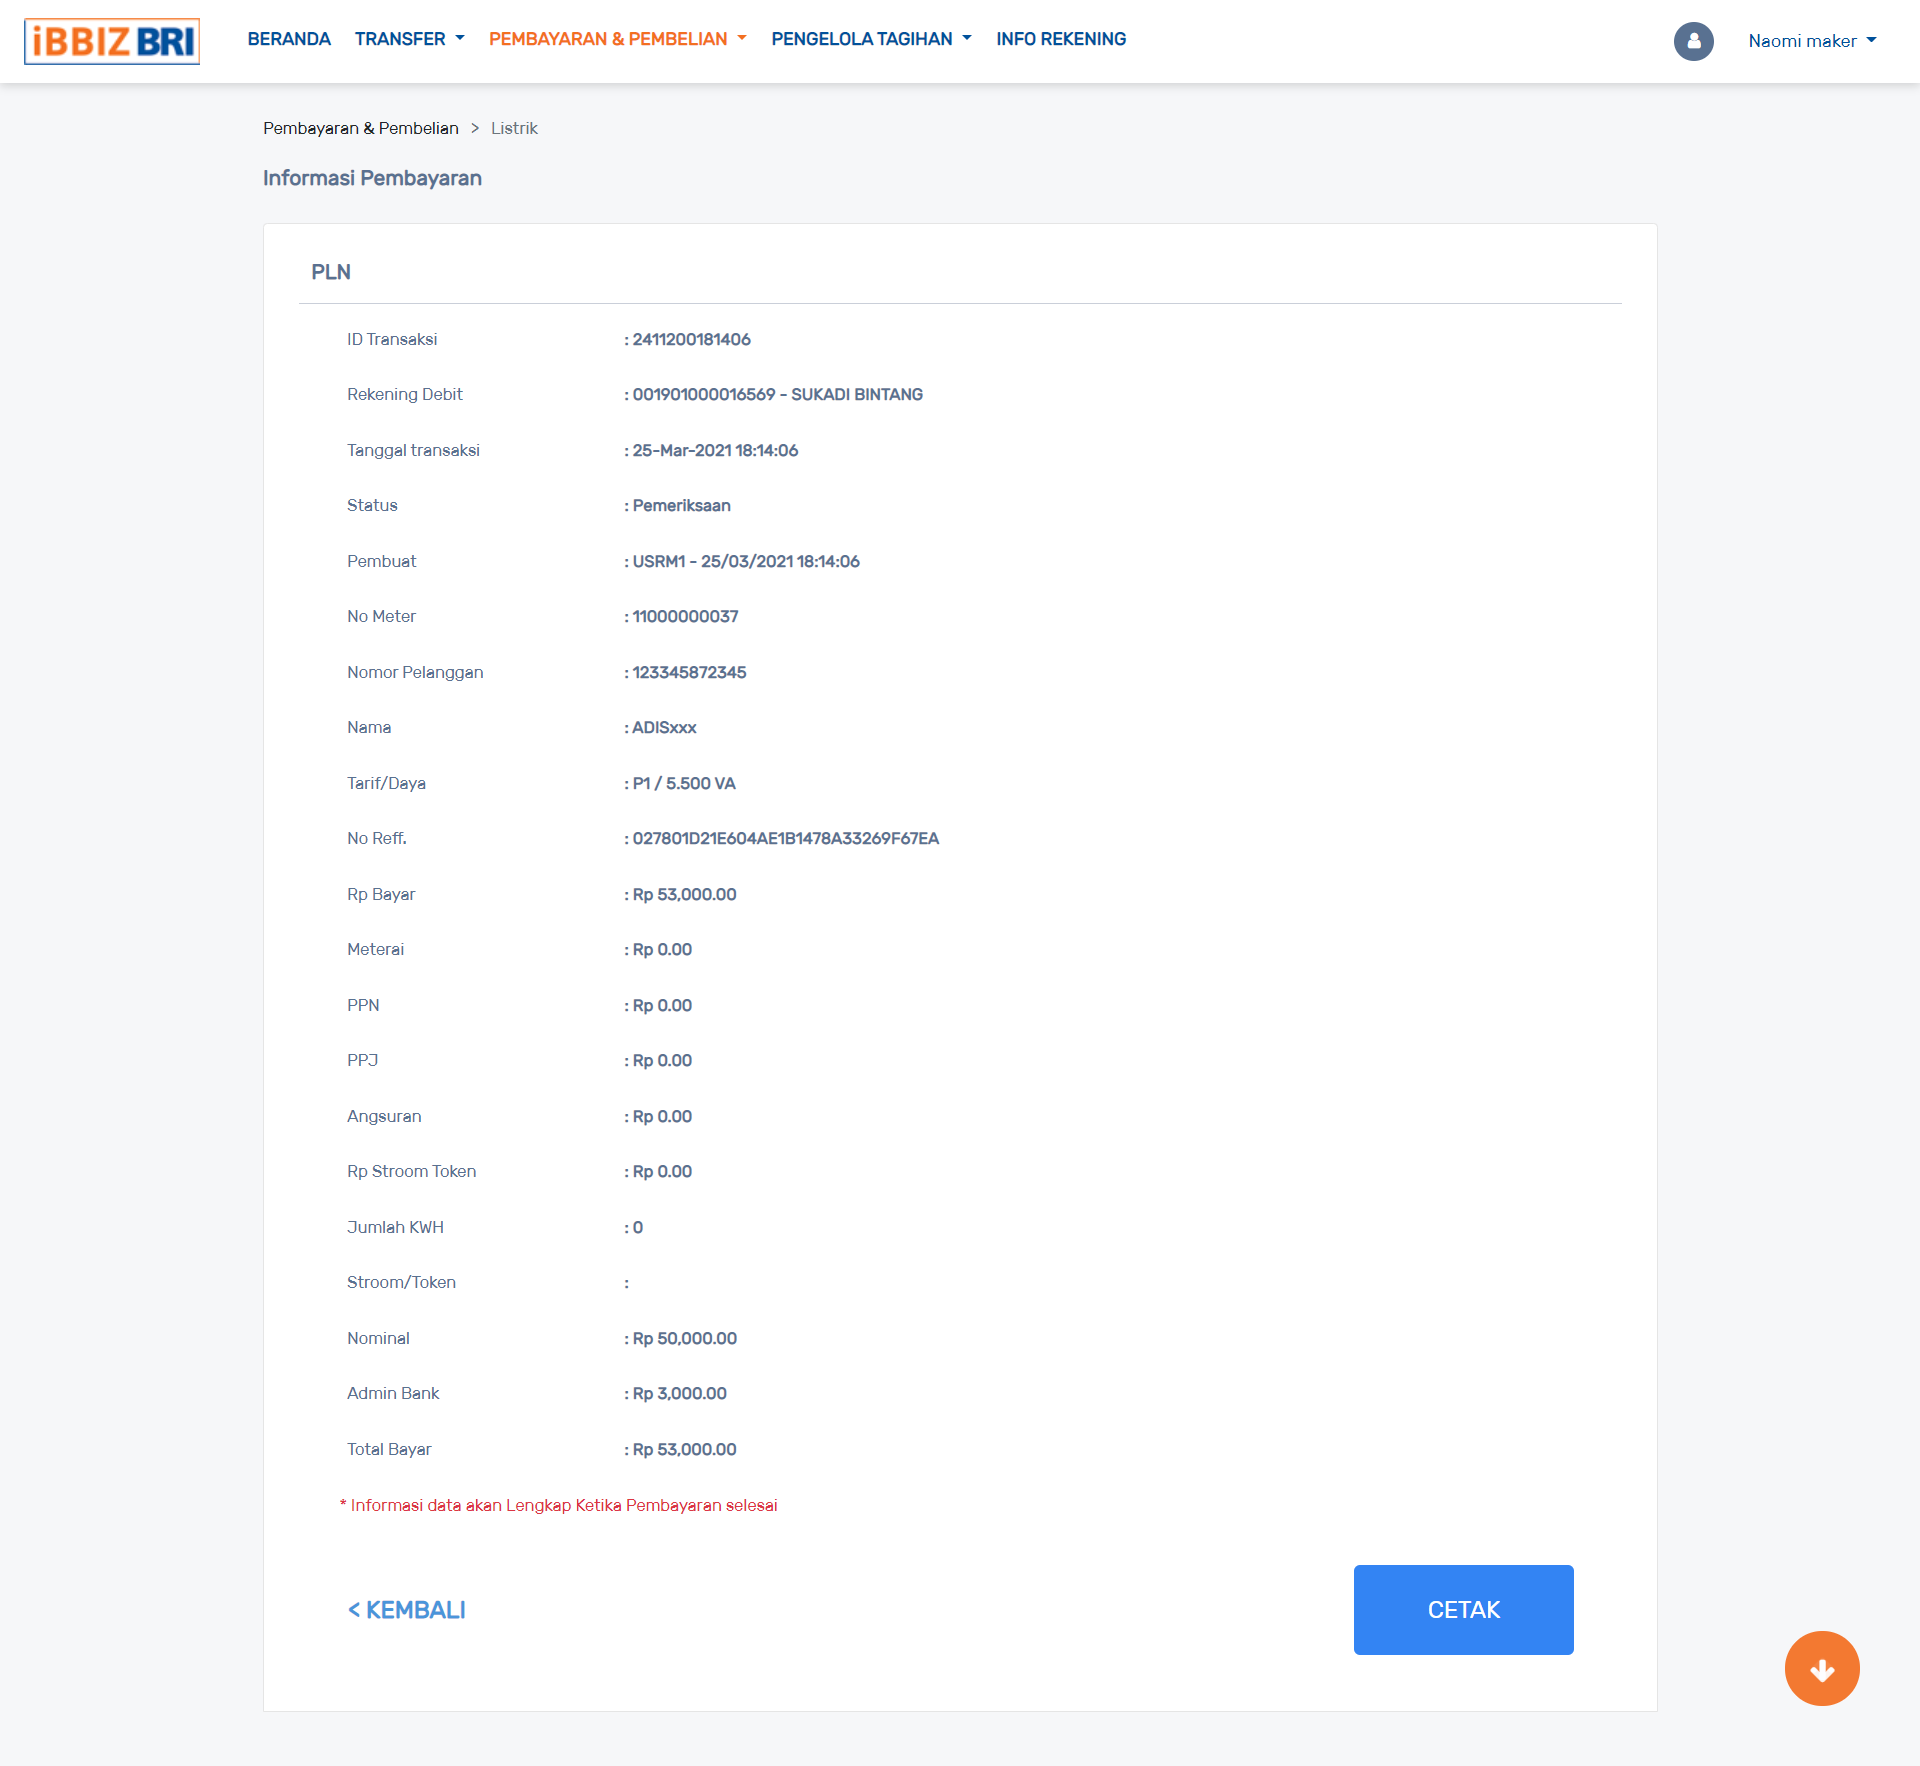 iBBIZ BRI
BERANDA TRANSFER PEMBAYARAN & PEMBELIAN PENGELOLA TAGIHAN INFO REKENING Naomi maker
Pembayaran & Pembelian > Listrik
Informasi Pembayaran
PLN
ID Transaksi : 2411200181406
Rekening Debit : 001901000016569 - SUKADI BINTANG
Tanggal transaksi : 25-Mar-2021 18:14:06
Status : Pemeriksaan
Pembuat : USRM1 - 25/03/2021 18:14:06
No Meter : 11000000037
Nomor Pelanggan : 123345872345
Nama : ADISxxx
Tarif/Daya : P1 / 5.500 VA
No Reff. : 027801D21E604AE1B1478A33269F67EA
Rp Bayar : Rp 53,000.00
Meterai : Rp 0.00
PPN : Rp 0.00
PPJ : Rp 0.00
Angsuran : Rp 0.00
Rp Stroom Token : Rp 0.00
Jumlah KWH : 0
Stroom/Token :
Nominal : Rp 50,000.00
Admin Bank : Rp 3,000.00
Total Bayar : Rp 53,000.00
* Informasi data akan Lengkap Ketika Pembayaran selesai
< KEMBALI CETAK